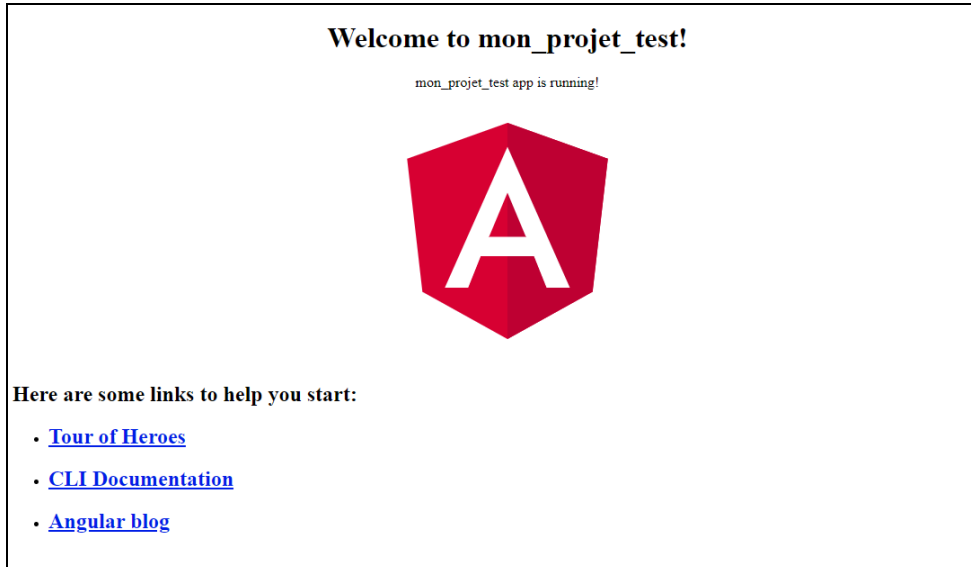 Welcome to mon_projet_test!
mon_projet_test app is running!
A
Here are some links to help you start:
Tour of Heroes
CLI Documentation
Angular blog